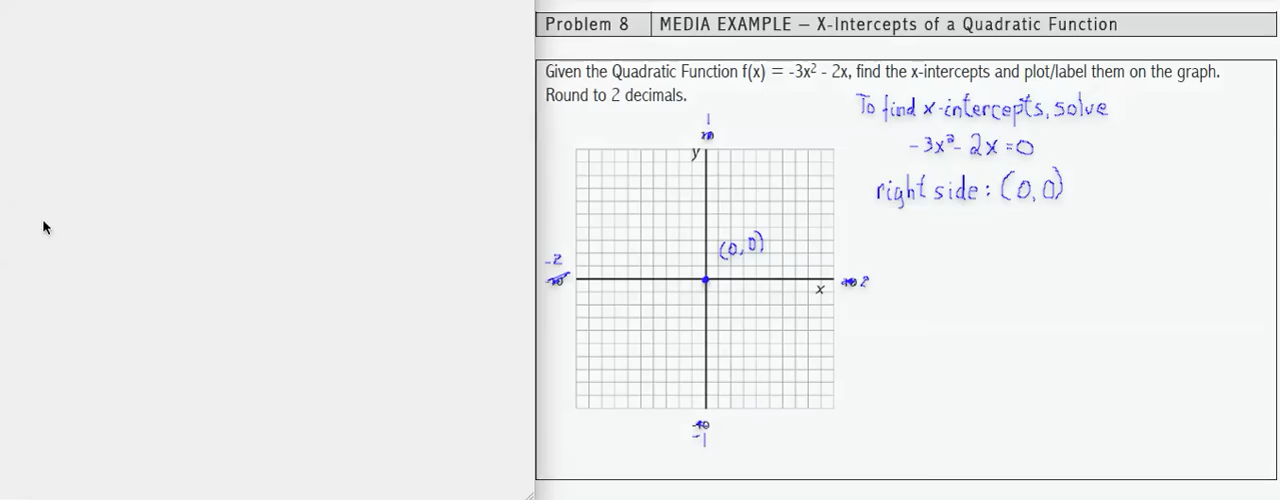 Problem 8 MEDIA EXAMPLE – X-Intercepts of a Quadratic Function
Given the Quadratic Function f(x) = -3x² - 2x, find the x-intercepts and plot/label them on the graph.
Round to 2 decimals.
To find x-intercepts, solve
-3x²- 2x =0
right side: (0,0)
1
y
(0,0)
-2
x
2
-1